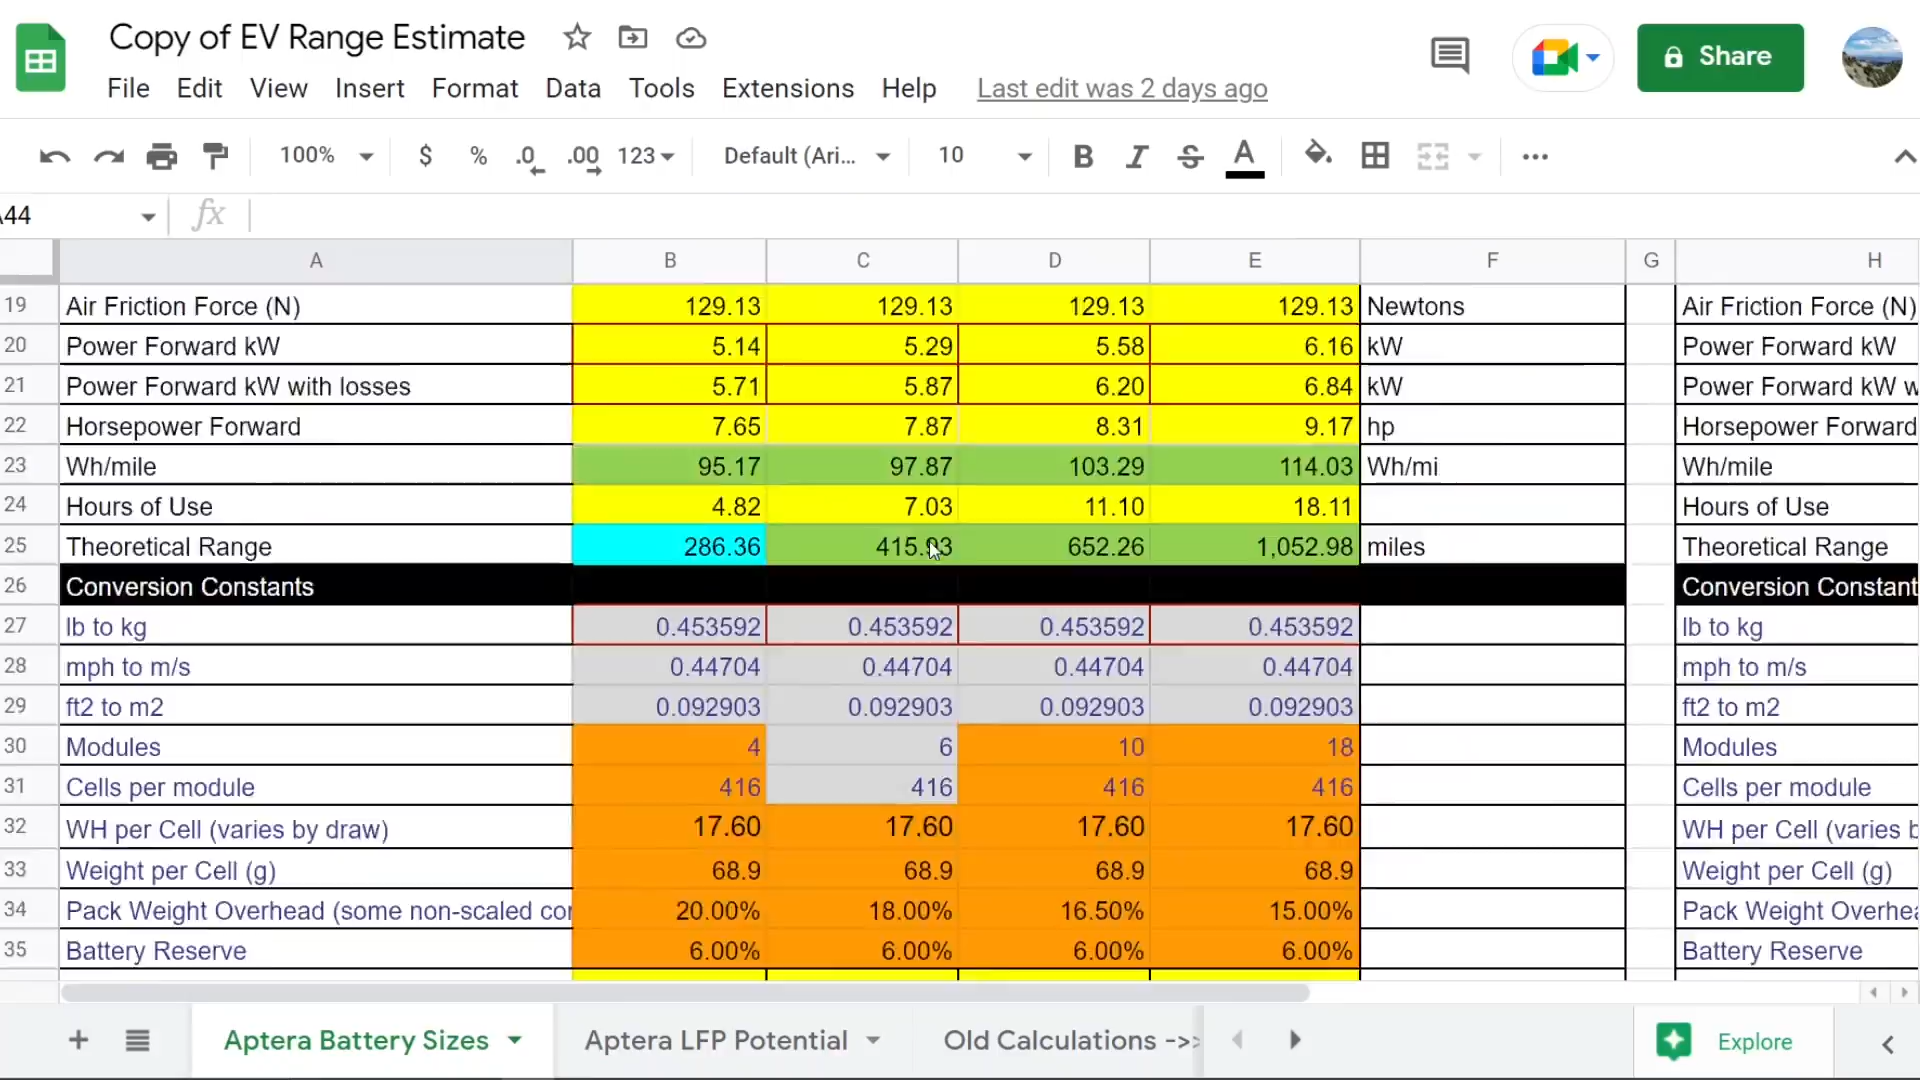 Copy of EV Range Estimate
Share
File Edit View Insert Format Data Tools Extensions Help Last edit was 2 days ago
100% $ % .0 .00 123 Default (Ari... 10 B I S A
A44 fx
A B C D E F G H
19 Air Friction Force (N) 129.13 129.13 129.13 129.13 Newtons Air Friction Force (N)
20 Power Forward kW 5.14 5.29 5.58 6.16 kW Power Forward kW
21 Power Forward kW with losses 5.71 5.87 6.20 6.84 kW Power Forward kW w
22 Horsepower Forward 7.65 7.87 8.31 9.17 hp Horsepower Forward
23 Wh/mile 95.17 97.87 103.29 114.03 Wh/mi Wh/mile
24 Hours of Use 4.82 7.03 11.10 18.11 Hours of Use
25 Theoretical Range 286.36 415.93 652.26 1,052.98 miles Theoretical Range
26 Conversion Constants Conversion Constant
27 lb to kg 0.453592 0.453592 0.453592 0.453592 lb to kg
28 mph to m/s 0.44704 0.44704 0.44704 0.44704 mph to m/s
29 ft2 to m2 0.092903 0.092903 0.092903 0.092903 ft2 to m2
30 Modules 4 6 10 18 Modules
31 Cells per module 416 416 416 416 Cells per module
32 WH per Cell (varies by draw) 17.60 17.60 17.60 17.60 WH per Cell (varies b
33 Weight per Cell (g) 68.9 68.9 68.9 68.9 Weight per Cell (g)
34 Pack Weight Overhead (some non-scaled cor 20.00% 18.00% 16.50% 15.00% Pack Weight Overhea
35 Battery Reserve 6.00% 6.00% 6.00% 6.00% Battery Reserve
Aptera Battery Sizes Aptera LFP Potential Old Calculations ->> Explore